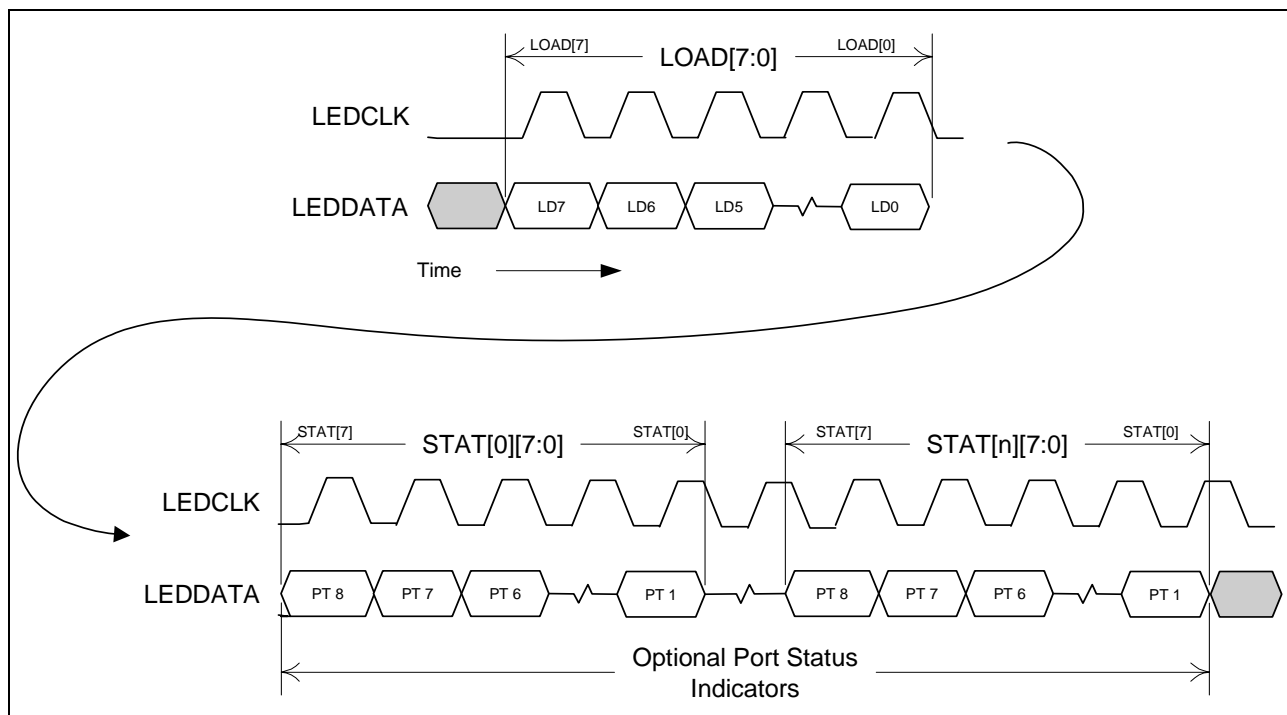 LOAD[7] LOAD[7:0] LOAD[0]
LEDCLK
LEDDATA LD7 LD6 LD5 LD0
Time
STAT[7] STAT[0][7:0] STAT[0] STAT[7] STAT[n][7:0] STAT[0]
LEDCLK
LEDDATA PT 8 PT 7 PT 6 PT 1 PT 8 PT 7 PT 6 PT 1
Optional Port Status
Indicators